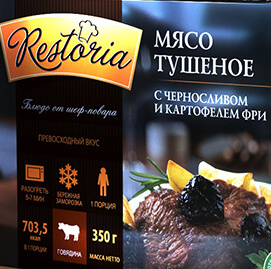 Restoria
МЯСО
ТУШЕНОЕ
С ЧЕРНОСЛИВОМ
И КАРТОФЕЛЕМ ФРИ
Блюдо от шеф-повара
ПРЕВОСХОДНЫЙ ВКУС
РАЗОГРЕТЬ
5-7 МИН
БЕРЕЖНАЯ
ЗАМОРОЗКА
1 ПОРЦИЯ
703,5
ккал
В 1 ПОРЦИИ
ГОВЯДИНА
350 г
МАССА НЕТТО